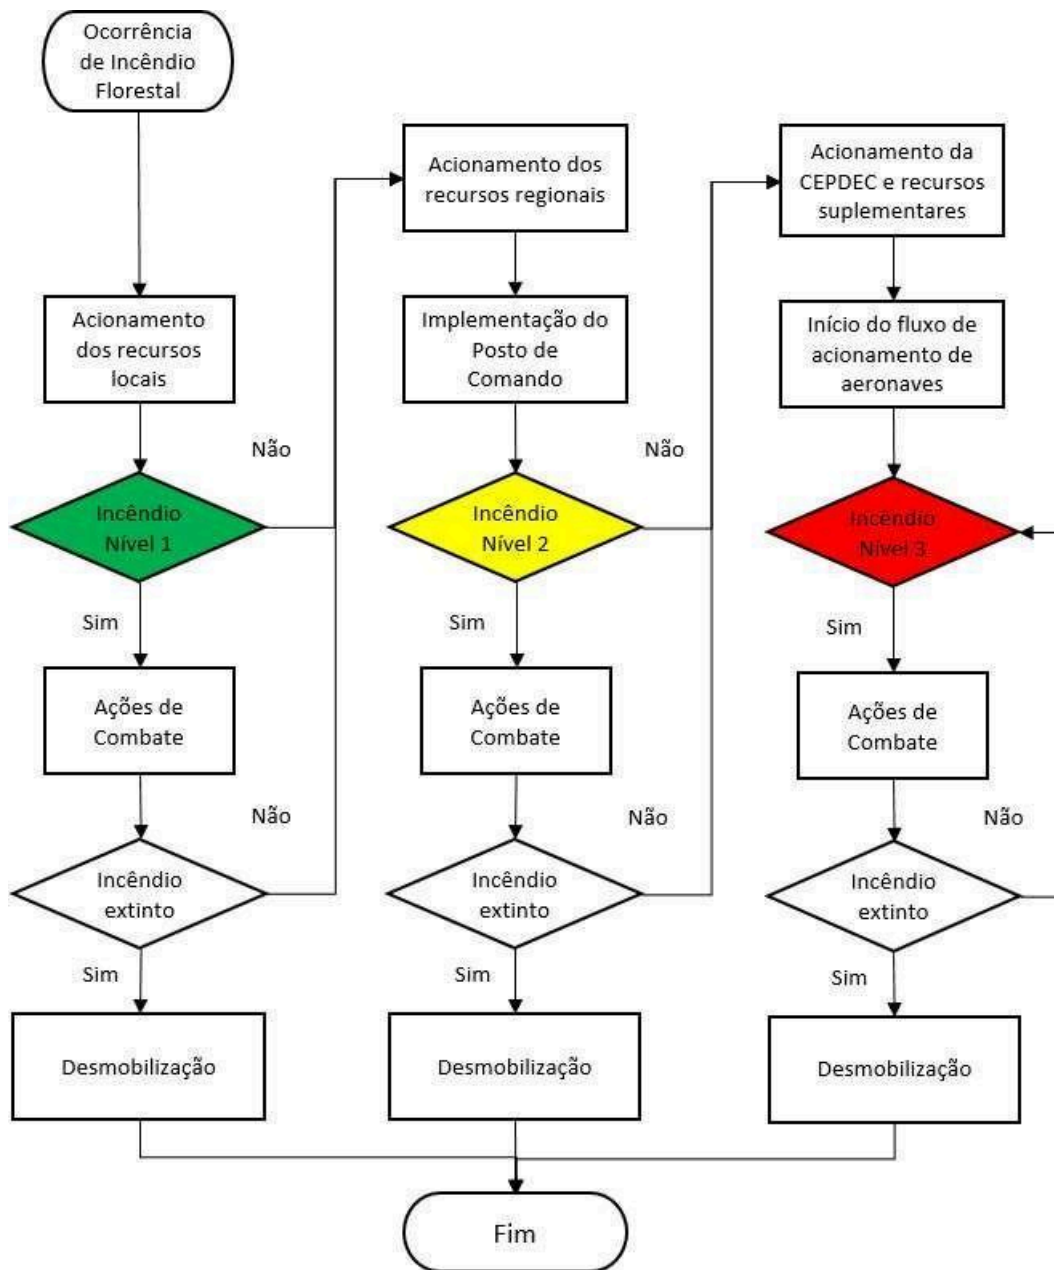 Ocorrência
de Incêndio
Florestal
Acionamento
dos recursos
locais
Não
Incêndio
Nível 1
Sim
Ações de
Combate
Não
Incêndio
extinto
Sim
Desmobilização
Acionamento dos
recursos regionais
Implementação do
Posto de
Comando
Não
Incêndio
Nível 2
Sim
Ações de
Combate
Não
Incêndio
extinto
Sim
Desmobilização
Acionamento da
CEPDEC e recursos
suplementares
Início do fluxo de
acionamento de
aeronaves
Incêndio
Nível 3
Sim
Ações de
Combate
Não
Incêndio
extinto
Sim
Desmobilização
Fim